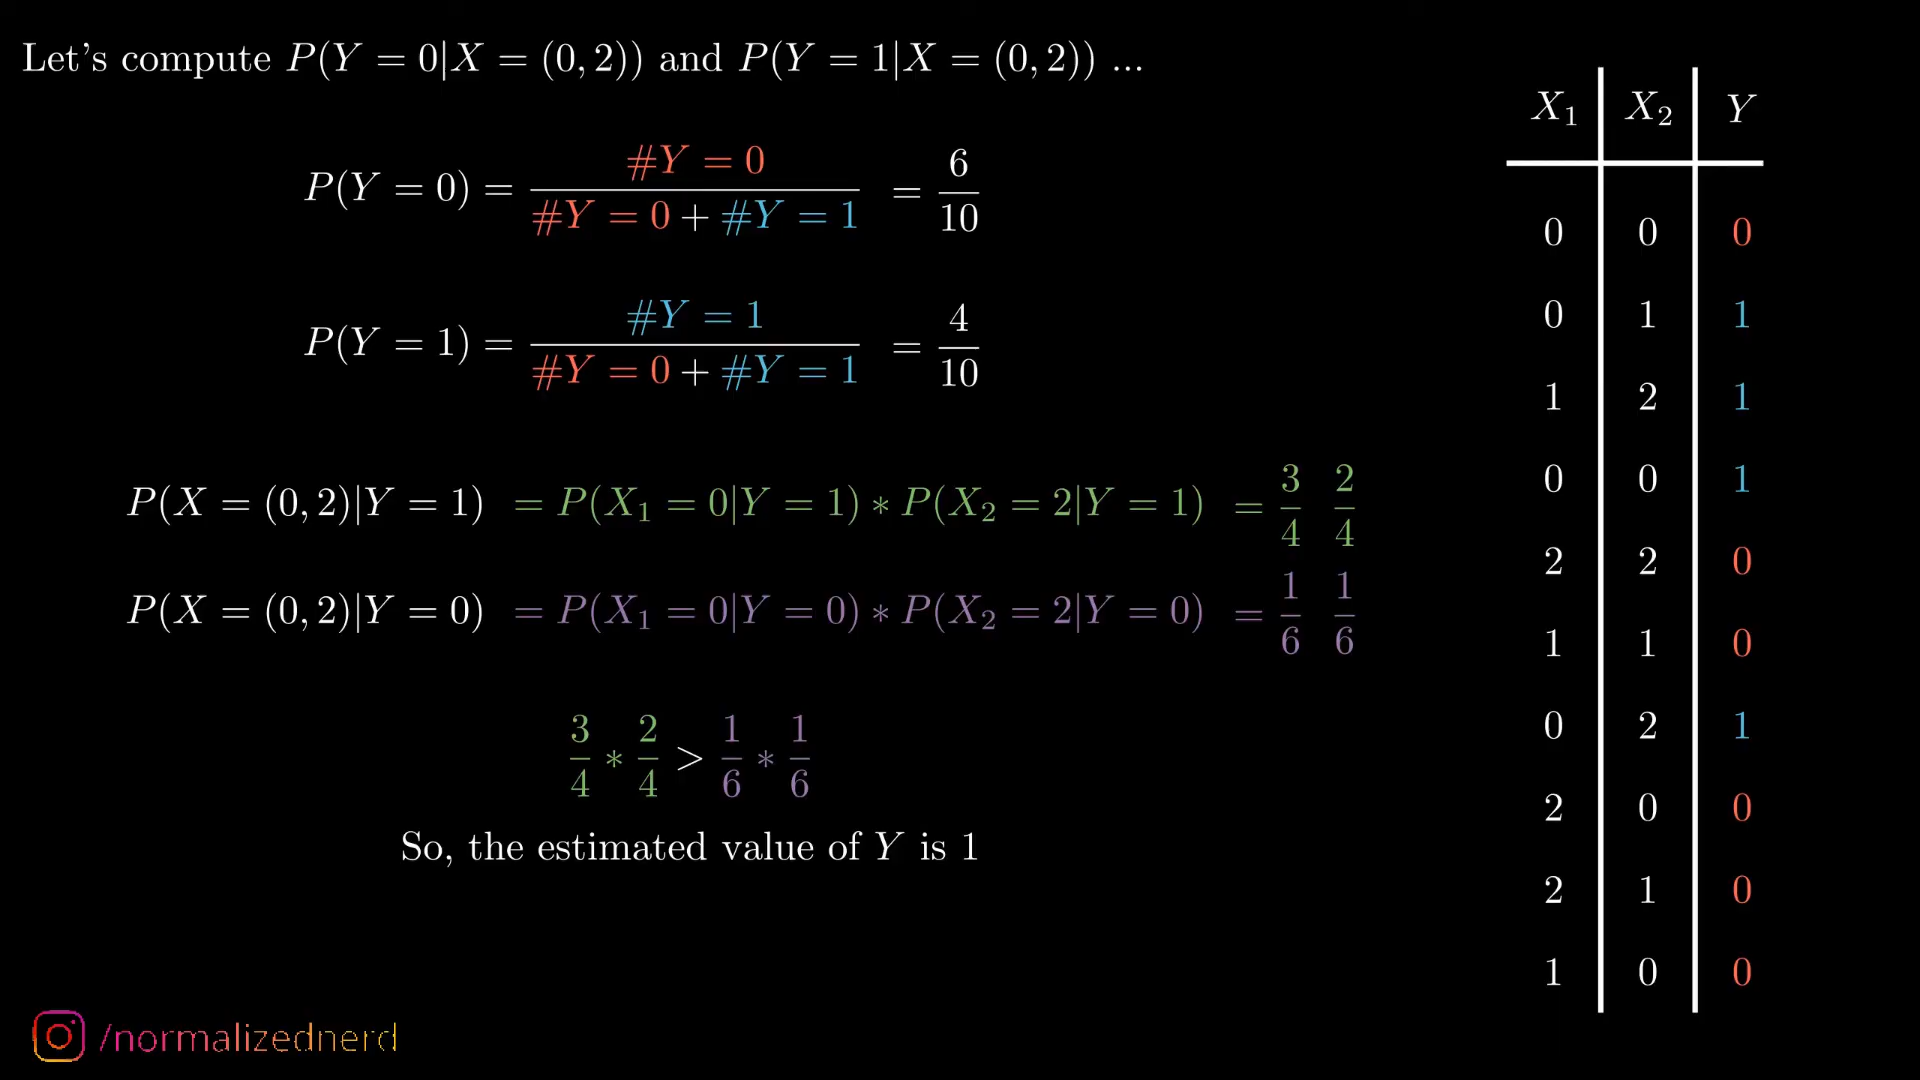 Let's compute P(Y = 0|X = (0, 2)) and P(Y = 1|X = (0, 2)) ...
P(Y = 0) = #Y = 0 / #Y = 0 + #Y = 1 = 6/10
P(Y = 1) = #Y = 1 / #Y = 0 + #Y = 1 = 4/10
P(X = (0, 2)|Y = 1) = P(X₁ = 0|Y = 1) * P(X₂ = 2|Y = 1) = 3/4 2/4
P(X = (0, 2)|Y = 0) = P(X₁ = 0|Y = 0) * P(X₂ = 2|Y = 0) = 1/6 1/6
3/4 * 2/4 > 1/6 * 1/6
So, the estimated value of Y is 1
/normalizednerd
X₁ X₂ Y
0 0 0
0 1 1
1 2 1
0 0 1
2 2 0
1 1 0
0 2 1
2 0 0
2 1 0
1 0 0